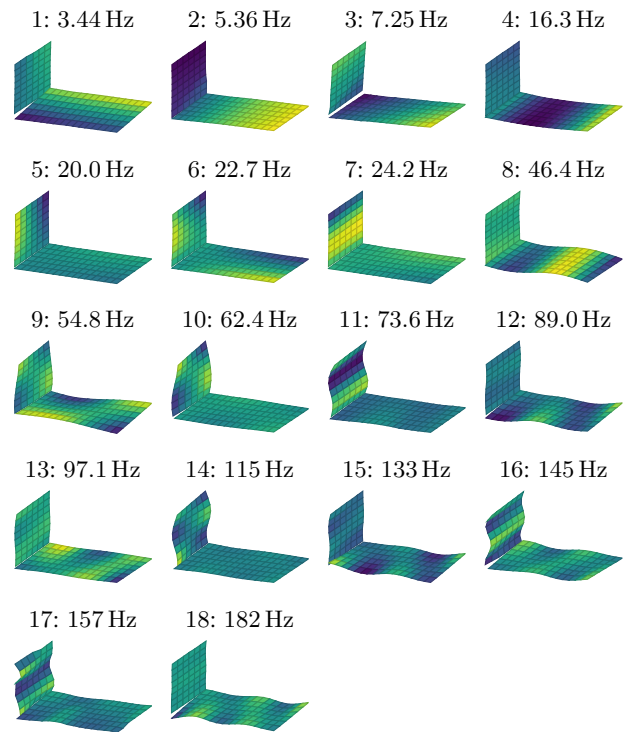 1: 3.44 Hz 2: 5.36 Hz 3: 7.25 Hz 4: 16.3 Hz
5: 20.0 Hz 6: 22.7 Hz 7: 24.2 Hz 8: 46.4 Hz
9: 54.8 Hz 10: 62.4 Hz 11: 73.6 Hz 12: 89.0 Hz
13: 97.1 Hz 14: 115 Hz 15: 133 Hz 16: 145 Hz
17: 157 Hz 18: 182 Hz